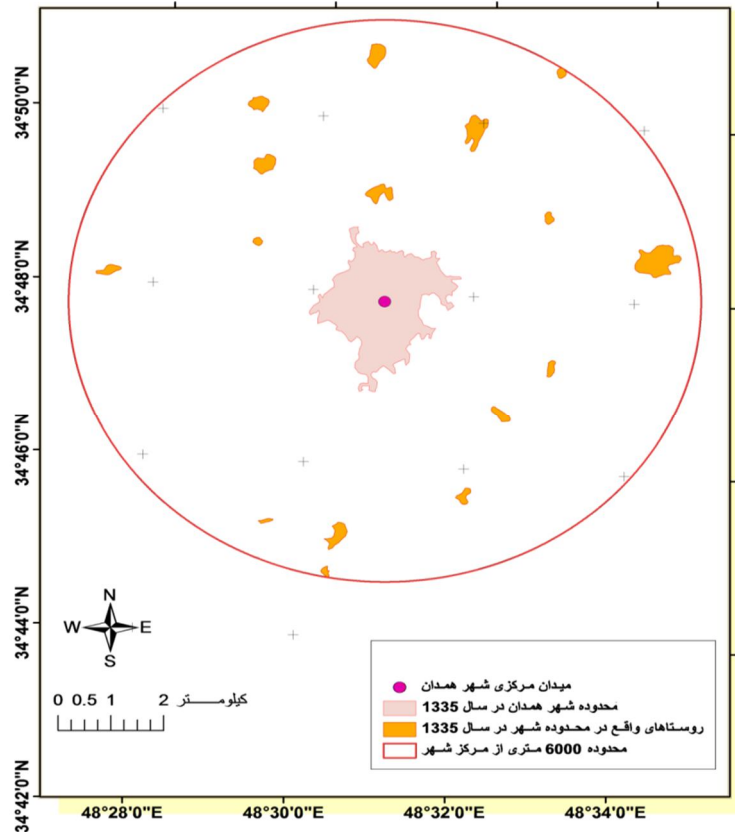 34°50'0"N
34°48'0"N
34°46'0"N
34°44'0"N
34°42'0"N
N
W E
S
0 0.5 1 2 کیلومـــــتر
میدان مرکزی شهر همدان
محدوده شهر همدان در سال 1335
روستاهای واقع در محدوده شهر در سال 1335
محدوده 6000 متری از مرکز شهر
48°28'0"E 48°30'0"E 48°32'0"E 48°34'0"E